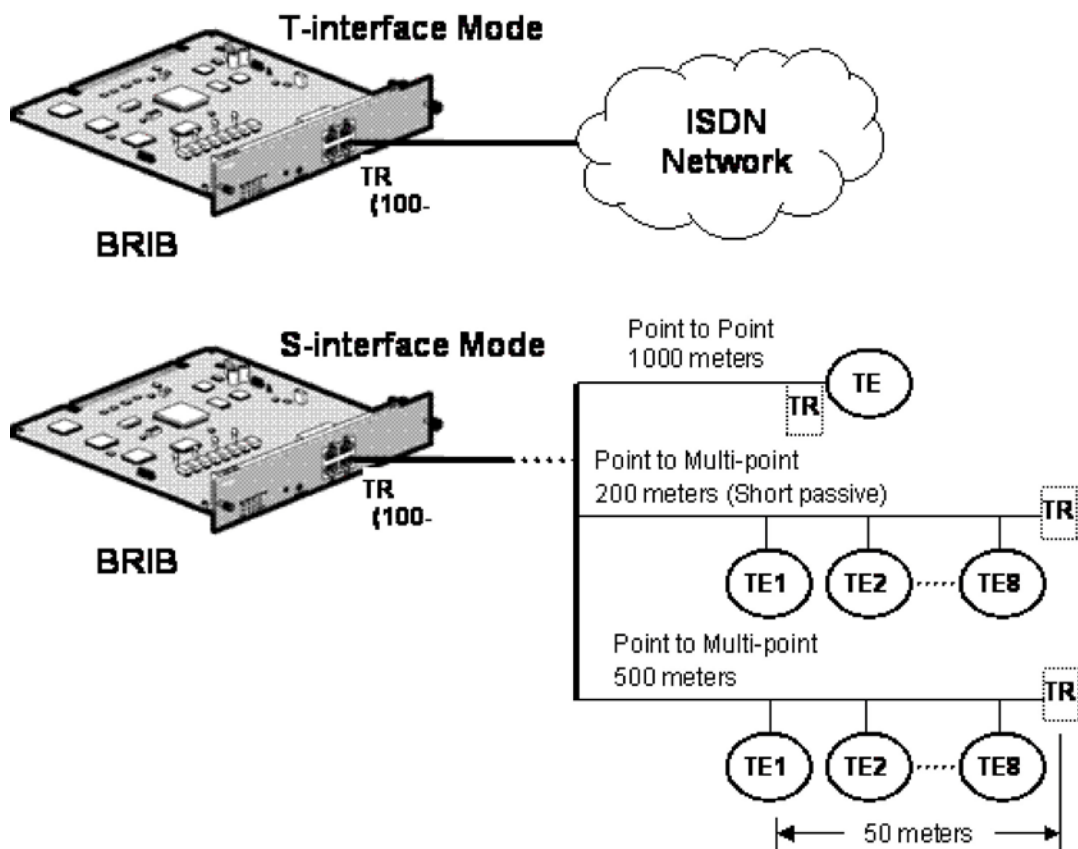 T-interface Mode
ISDN
Network
TR
(100-
BRIB
S-interface Mode
TR
(100-
BRIB
Point to Point
1000 meters
TE
TR
Point to Multi-point
200 meters (Short passive)
TR
TE1 TE2 TE8
Point to Multi-point
500 meters
TR
TE1 TE2 TE8
50 meters